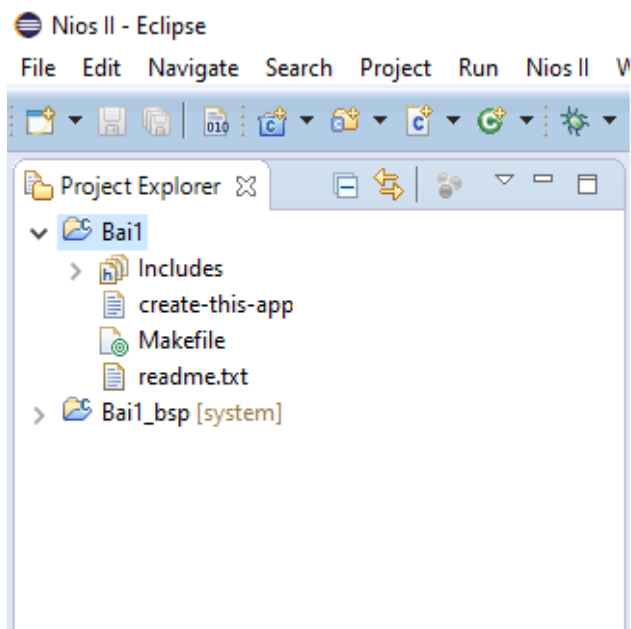 Nios II - Eclipse
File Edit Navigate Search Project Run Nios II W
010
Project Explorer
Bai1
Includes
create-this-app
Makefile
readme.txt
Bai1_bsp [system]